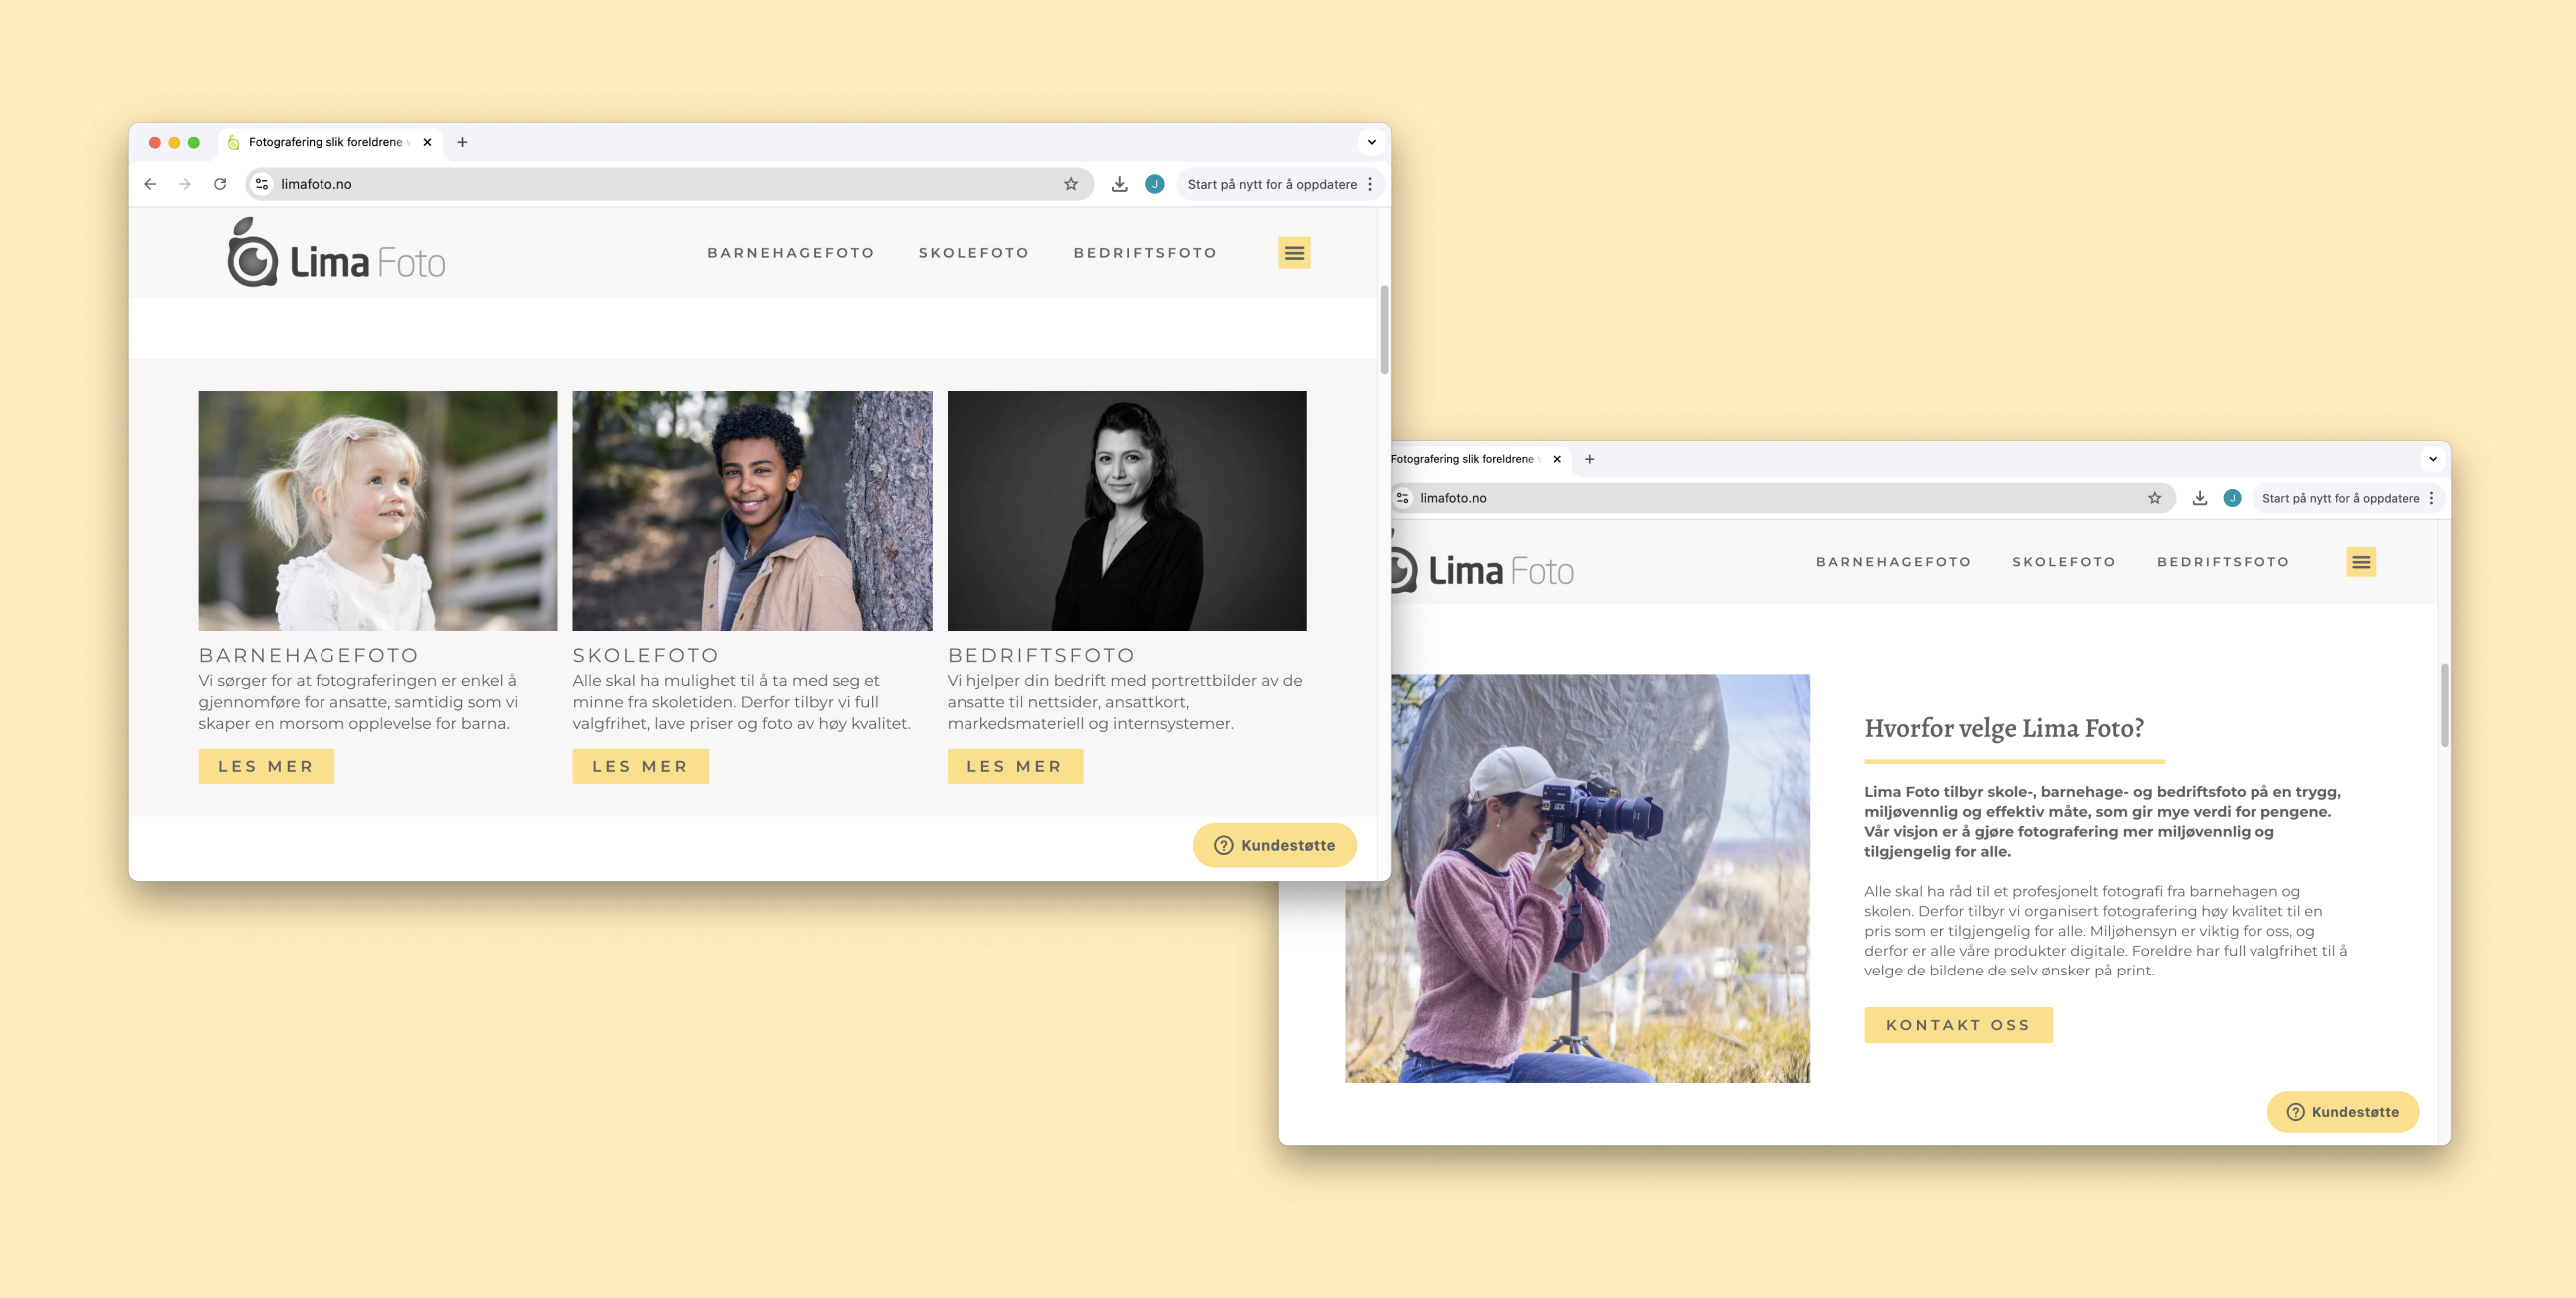 Fotografering slik foreldrene
limafoto.no
Start på nytt for å oppdatere
Lima Foto
BARNEHAGEFOTO
SKOLEFOTO
BEDRIFTSFOTO
BARNEHAGEFOTO
Vi sørger for at fotograferingen er enkel å
gjennomføre for ansatte, samtidig som vi
skaper en morsom opplevelse for barna.
LES MER
SKOLEFOTO
Alle skal ha mulighet til å ta med seg et
minne fra skoletiden. Derfor tilbyr vi full
valgfrihet, lave priser og foto av høy kvalitet.
LES MER
BEDRIFTSFOTO
Vi hjelper din bedrift med portrettbilder av de
ansatte til nettsider, ansattkort,
markedsmateriell og internsystemer.
LES MER
Kundestøtte
Fotografering slik foreldrene
limafoto.no
Start på nytt for å oppdatere
Lima Foto
BARNEHAGEFOTO
SKOLEFOTO
BEDRIFTSFOTO
Hvorfor velge Lima Foto?
Lima Foto tilbyr skole-, barnehage- og bedriftsfoto på en trygg,
miljøvennlig og effektiv måte, som gir mye verdi for pengene.
Vår visjon er å gjøre fotografering mer miljøvennlig og
tilgjengelig for alle.
Alle skal ha råd til et profesjonelt fotografi fra barnehagen og
skolen. Derfor tilbyr vi organisert fotografering høy kvalitet til en
pris som er tilgjengelig for alle. Miljøhensyn er viktig for oss, og
derfor er alle våre produkter digitale. Foreldre har full valgfrihet til å
velge de bildene de selv ønsker på print.
KONTAKT OSS
Kundestøtte